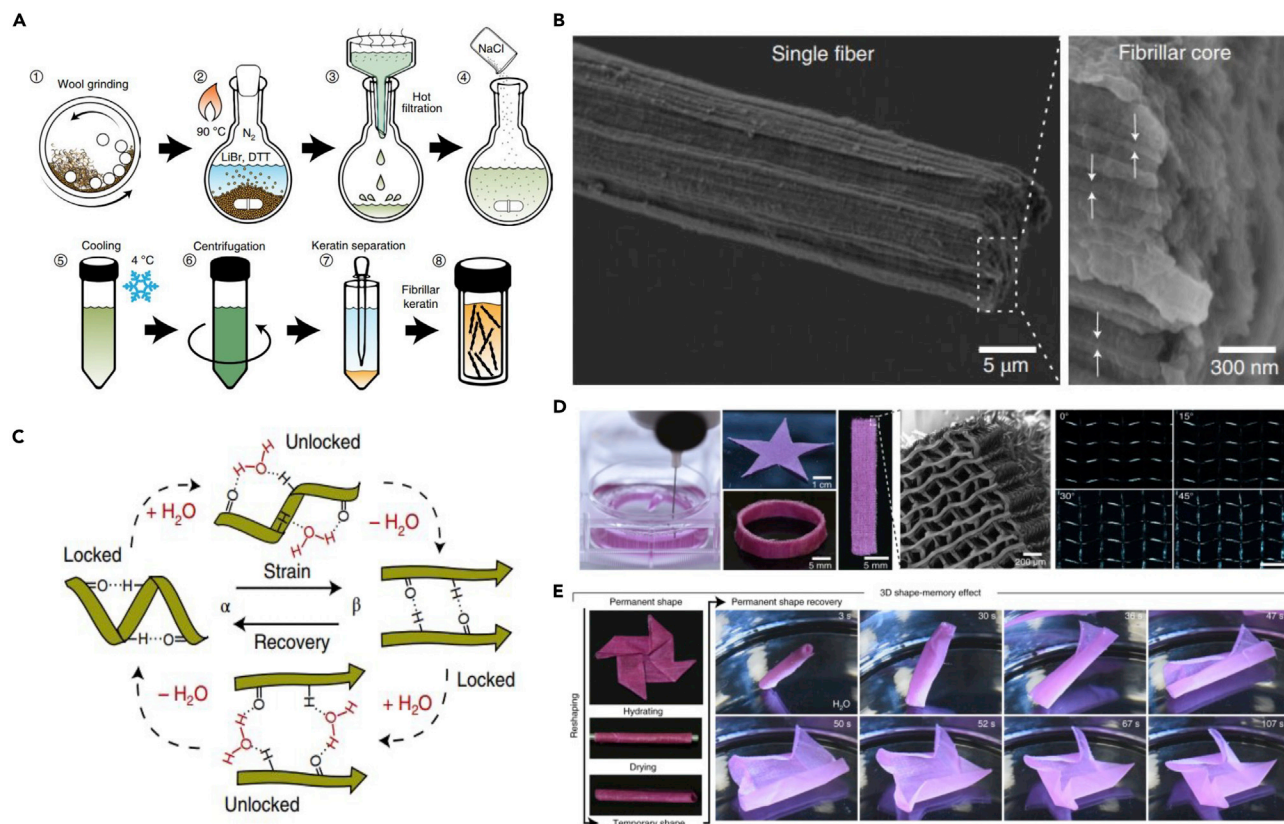 A
① Wool grinding
②
90 °C
N2
LiBr, DTT
③
Hot
filtration
④
NaCl
⑤ Cooling
4 °C
⑥ Centrifugation
⑦ Keratin separation
⑧
Fibrillar
keratin
B
Single fiber
5 µm
Fibrillar core
300 nm
C
Unlocked
+ H2O
− H2O
Locked
Strain
α
β
Recovery
Locked
− H2O
+ H2O
Unlocked
H
H
O
O
H
H
H
O
H
O
O···H
H···O
H
O
H
O
O
H
H
O
H
H
H
O
H
O
D
1 cm
5 mm
5 mm
200 µm
0°
15°
30°
45°
E
3D shape-memory effect
Permanent shape
Permanent shape recovery
Reshaping
Hydrating
Drying
Temporary shape
3 s
H2O
30 s
36 s
47 s
50 s
52 s
67 s
107 s